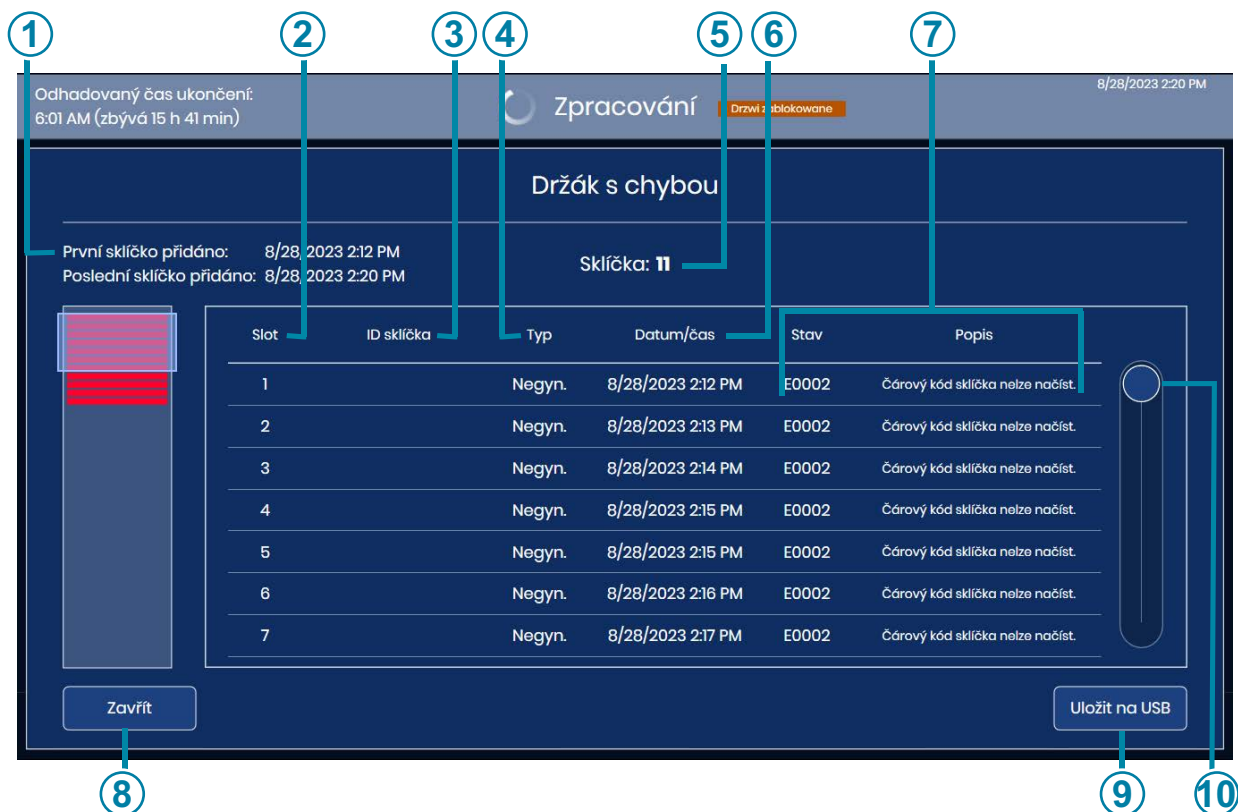 1 2 3 4 5 6 7
Odhadovaný čas ukončení:
6:01 AM (zbývá 15 h 41 min)
Zpracování
Drzwi zablokowane
8/28/2023 2:20 PM
Držák s chybou
První sklíčko přidáno: 8/28/2023 2:12 PM
Poslední sklíčko přidáno: 8/28/2023 2:20 PM
Sklíčka: 11
Slot ID sklíčka Typ Datum/čas Stav Popis
1 Negyn. 8/28/2023 2:12 PM E0002 Čárový kód sklíčka nelze načíst.
2 Negyn. 8/28/2023 2:13 PM E0002 Čárový kód sklíčka nelze načíst.
3 Negyn. 8/28/2023 2:14 PM E0002 Čárový kód sklíčka nelze načíst.
4 Negyn. 8/28/2023 2:15 PM E0002 Čárový kód sklíčka nelze načíst.
5 Negyn. 8/28/2023 2:15 PM E0002 Čárový kód sklíčka nelze načíst.
6 Negyn. 8/28/2023 2:16 PM E0002 Čárový kód sklíčka nelze načíst.
7 Negyn. 8/28/2023 2:17 PM E0002 Čárový kód sklíčka nelze načíst.
Zavřít
Uložit na USB
8 9 10